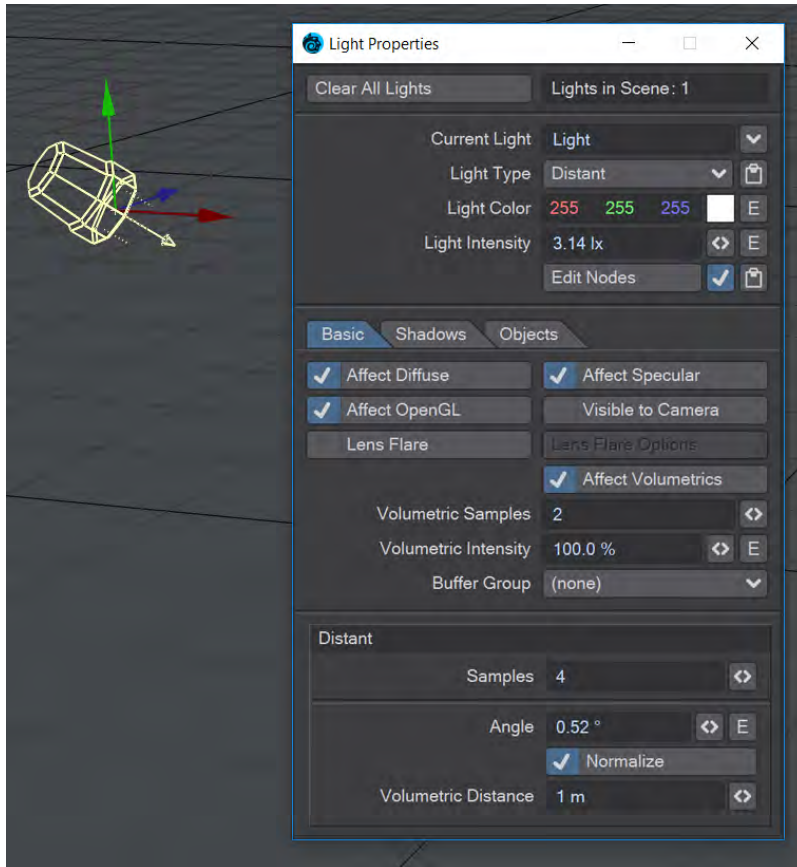 Light Properties
Clear All Lights Lights in Scene: 1
Current Light Light
Light Type Distant
Light Color 255 255 255 E
Light Intensity 3.14 lx E
Edit Nodes
Basic Shadows Objects
Affect Diffuse Affect Specular
Affect OpenGL Visible to Camera
Lens Flare Lens Flare Options
Affect Volumetrics
Volumetric Samples 2
Volumetric Intensity 100.0 % E
Buffer Group (none)
Distant
Samples 4
Angle 0.52 ° E
Normalize
Volumetric Distance 1 m